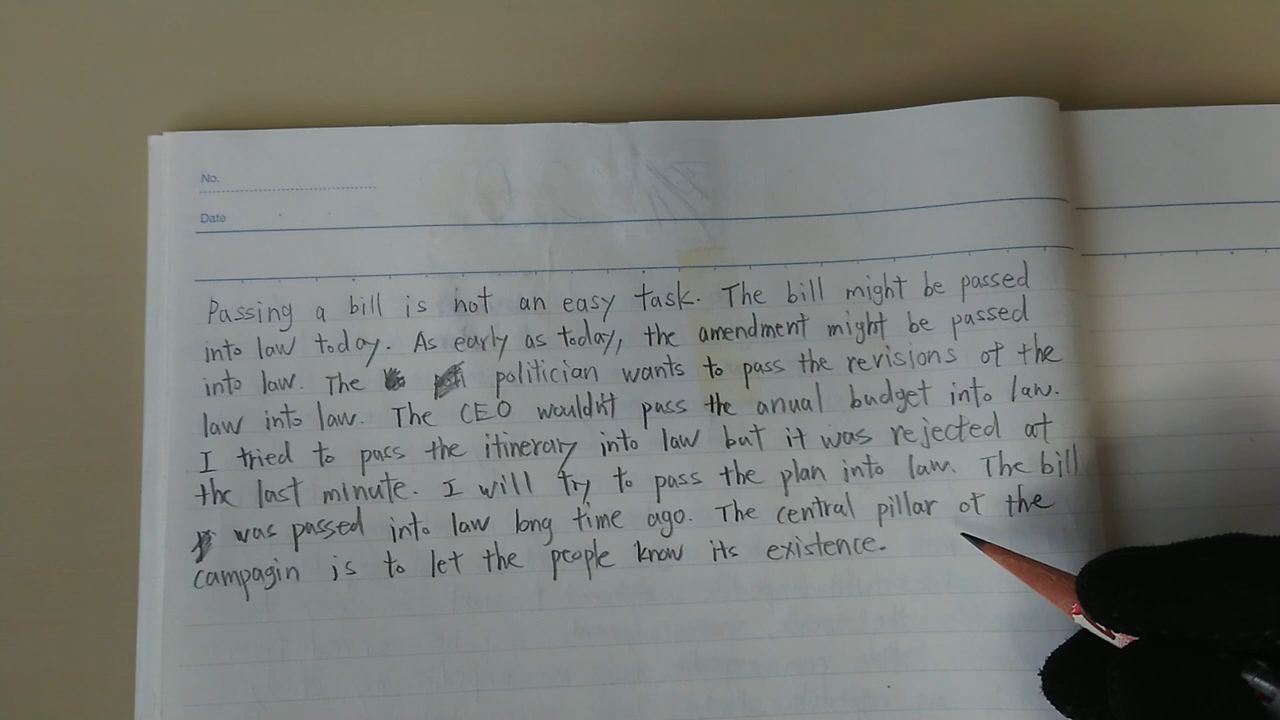 No.
Date
Passing a bill is not an easy task. The bill might be passed
into law today. As early as today, the amendment might be passed
into law. The politician wants to pass the revisions of the
law into law. The CEO wouldn't pass the anual budget into law.
I tried to pass the itinerary into law but it was rejected at
the last minute. I will try to pass the plan into law. The bill
was passed into law long time ago. The central pillar of the
campagin is to let the people know its existence.